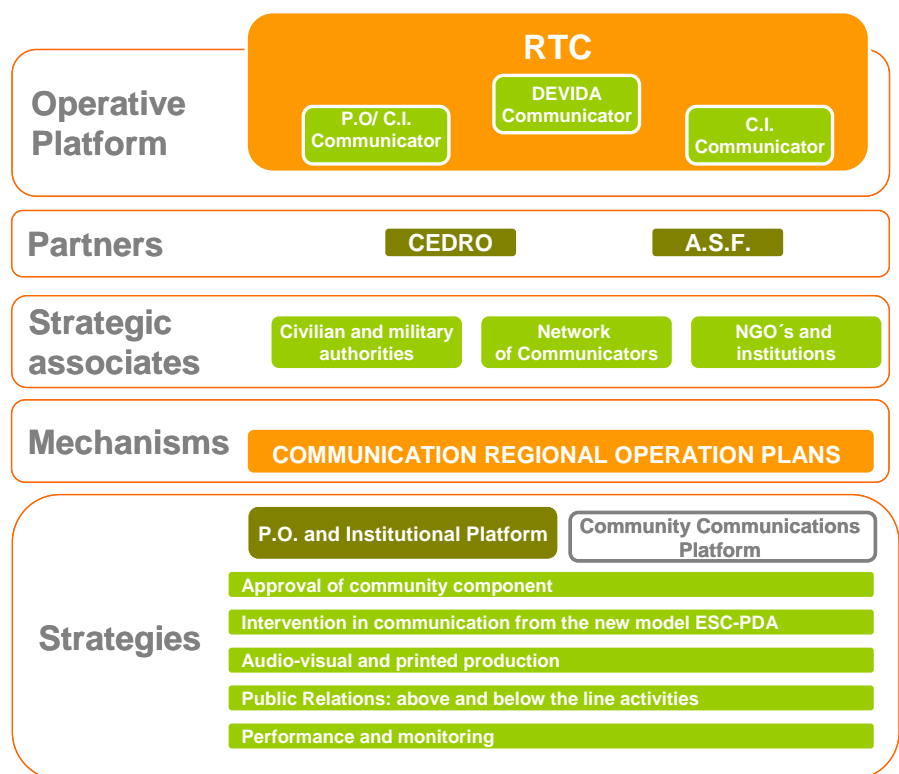 RTC
Operative
Platform
P.O/ C.I.
Communicator
DEVIDA
Communicator
C.I.
Communicator
Partners
CEDRO
A.S.F.
Strategic
associates
Civilian and military
authorities
Network
of Communicators
NGO´s and
institutions
Mechanisms
COMMUNICATION REGIONAL OPERATION PLANS
Strategies
P.O. and Institutional Platform
Community Communications
Platform
Approval of community component
Intervention in communication from the new model ESC-PDA
Audio-visual and printed production
Public Relations: above and below the line activities
Performance and monitoring